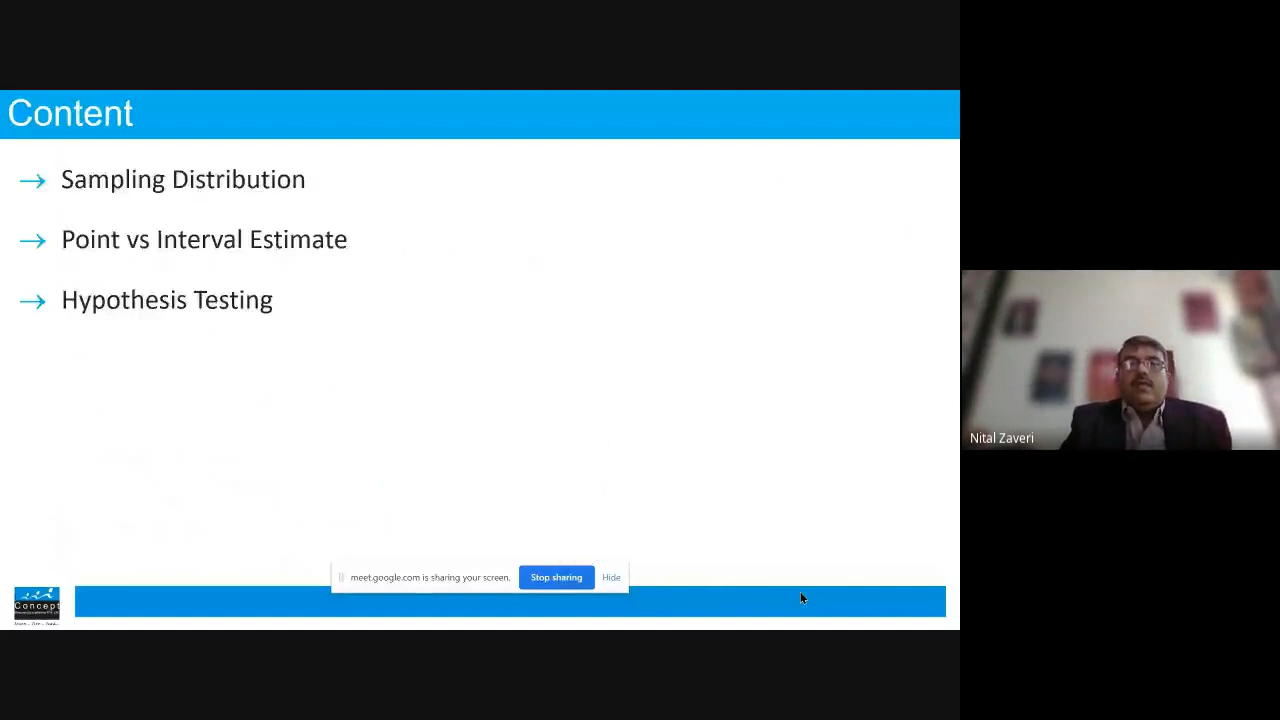 Content
→ Sampling Distribution
→ Point vs Interval Estimate
→ Hypothesis Testing
Nital Zaveri
meet.google.com is sharing your screen. Stop sharing Hide
Concept